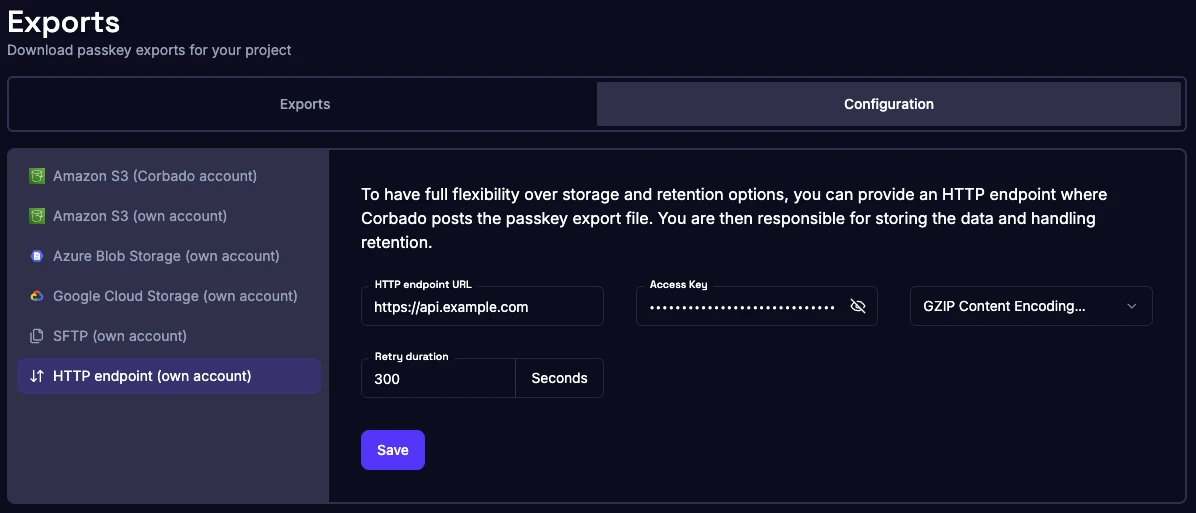 Exports
Download passkey exports for your project
Exports
Configuration
Amazon S3 (Corbado account)
Amazon S3 (own account)
Azure Blob Storage (own account)
Google Cloud Storage (own account)
SFTP (own account)
HTTP endpoint (own account)
To have full flexibility over storage and retention options, you can provide an HTTP endpoint where
Corbado posts the passkey export file. You are then responsible for storing the data and handling
retention.
HTTP endpoint URL
https://api.example.com
Access Key
••••••••••••••••••••••••••••
GZIP Content Encoding...
Retry duration
300
Seconds
Save